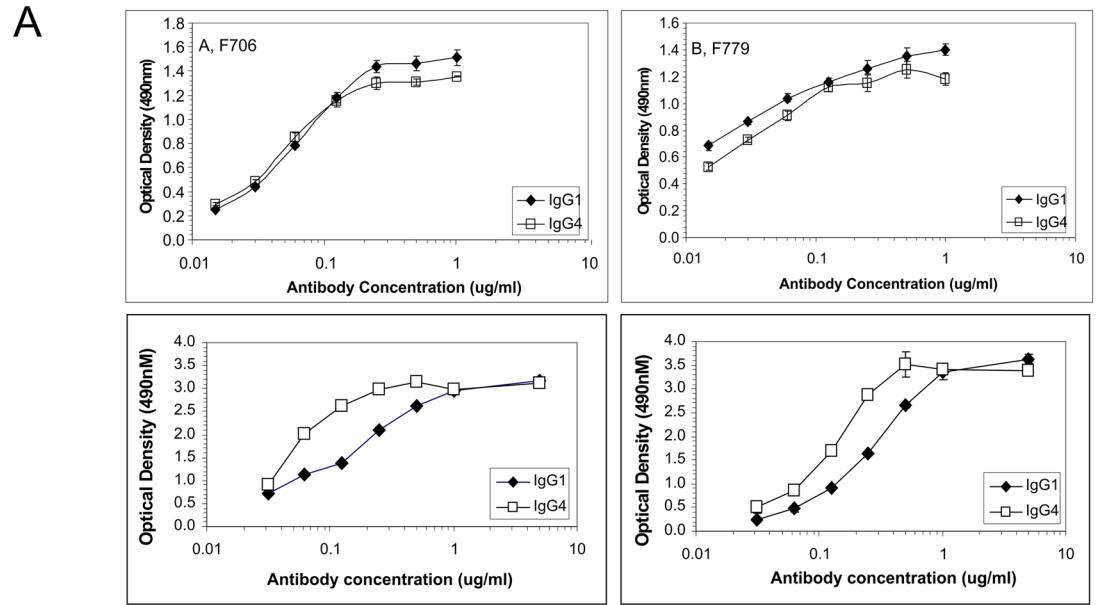 A
1.8
1.6
1.4
1.2
1.0
0.8
0.6
0.4
0.2
0.0
Optical Density (490nm)
A, F706
IgG1
IgG4
0.01 0.1 1 10
Antibody Concentration (ug/ml)
1.6
1.4
1.2
1.0
0.8
0.6
0.4
0.2
0.0
Optical Density (490nm)
B, F779
IgG1
IgG4
0.01 0.1 1 10
Antibody Concentration (ug/ml)
4.0
3.5
3.0
2.5
2.0
1.5
1.0
0.5
0.0
Optical Density (490nM)
IgG1
IgG4
0.01 0.1 1 10
Antibody concentration (ug/ml)
4.0
3.5
3.0
2.5
2.0
1.5
1.0
0.5
0.0
Optical Density (490nM)
IgG1
IgG4
0.01 0.1 1 10
Antibody concentration (ug/ml)